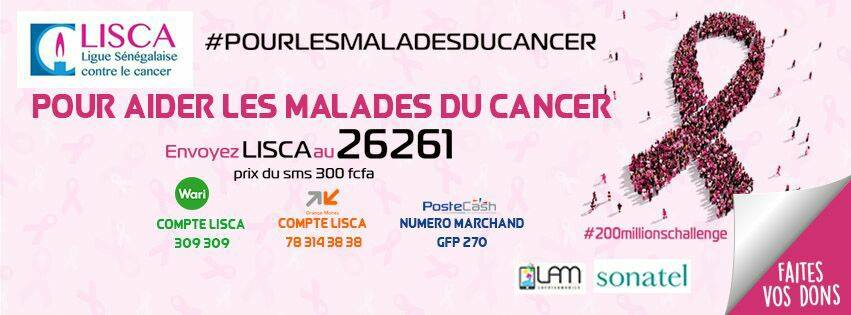 LISCA
Ligue Sénégalaise
contre le cancer
#POURLESMALADESDUCANCER
POUR AIDER LES MALADES DU CANCER
Envoyez LISCA au 26261
prix du sms 300 fcfa
Wari
COMPTE LISCA
309 309
Orange Money
COMPTE LISCA
78 314 38 38
PosteCash
NUMERO MARCHAND
GFP 270
#200millionschallenge
LAM
sonatel
FAITES
VOS DONS